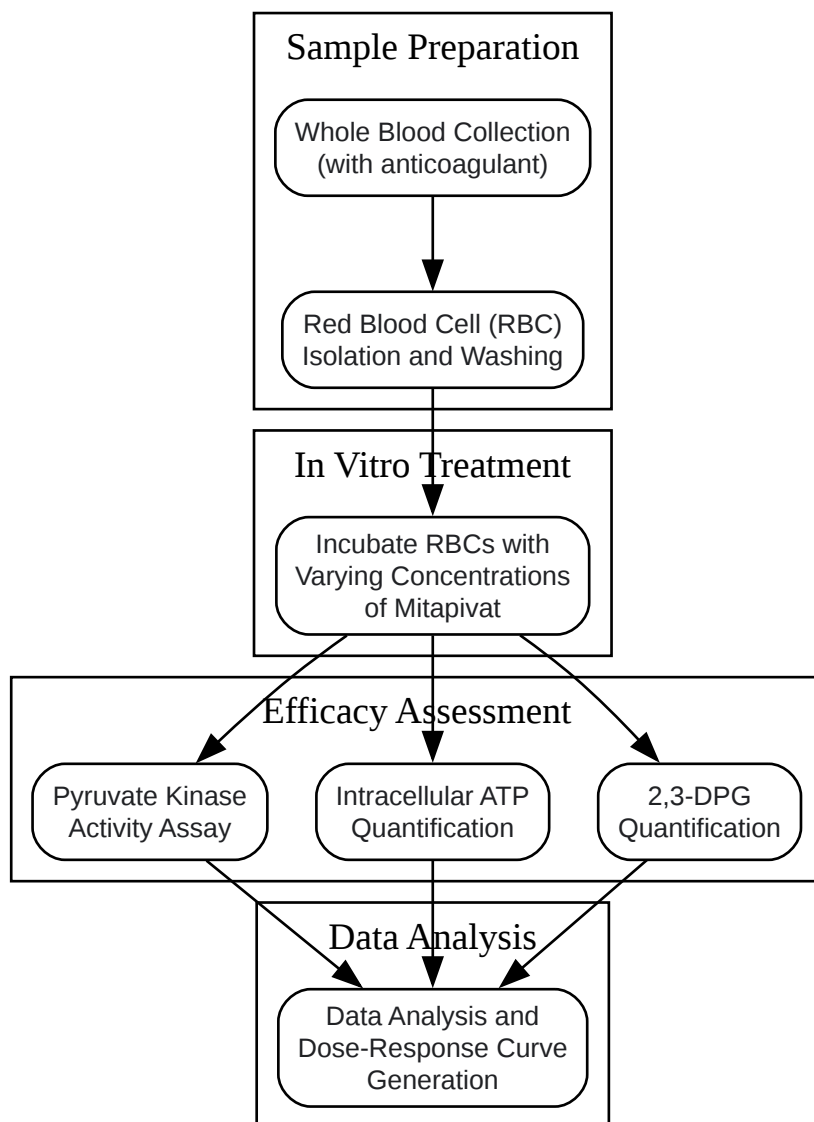 Sample Preparation
Whole Blood Collection
(with anticoagulant)
Red Blood Cell (RBC)
Isolation and Washing
In Vitro Treatment
Incubate RBCs with
Varying Concentrations
of Mitapivat
Efficacy Assessment
Pyruvate Kinase
Activity Assay
Intracellular ATP
Quantification
2,3-DPG
Quantification
Data Analysis
Data Analysis and
Dose-Response Curve
Generation